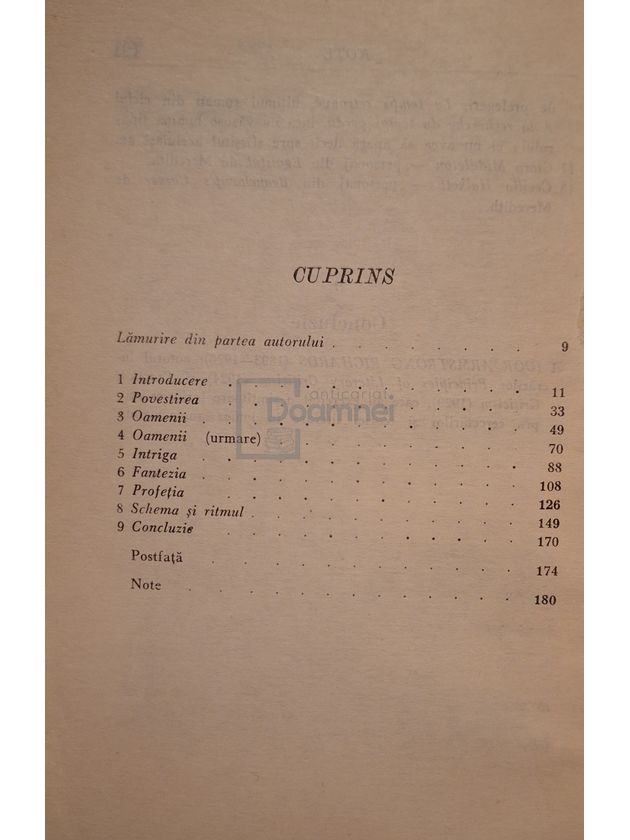 CUPRINS
Lămurire din partea autorului . . . . . . . 9
1 Introducere . . . . . . . . . . 11
2 Povestirea . . . . . . . . . . 33
3 Oamenii . . . . . . . . . . 49
4 Oamenii (urmare) . . . . . . . . 70
5 Intriga . . . . . . . . . . 88
6 Fantezia . . . . . . . . . . 108
7 Profeția . . . . . . . . . . 126
8 Schema și ritmul . . . . . . . . . 149
9 Concluzie . . . . . . . . . . 170
Postfață . . . . . . . . . . 174
Note . . . . . . . . . . 180
anticariat
Doamnei